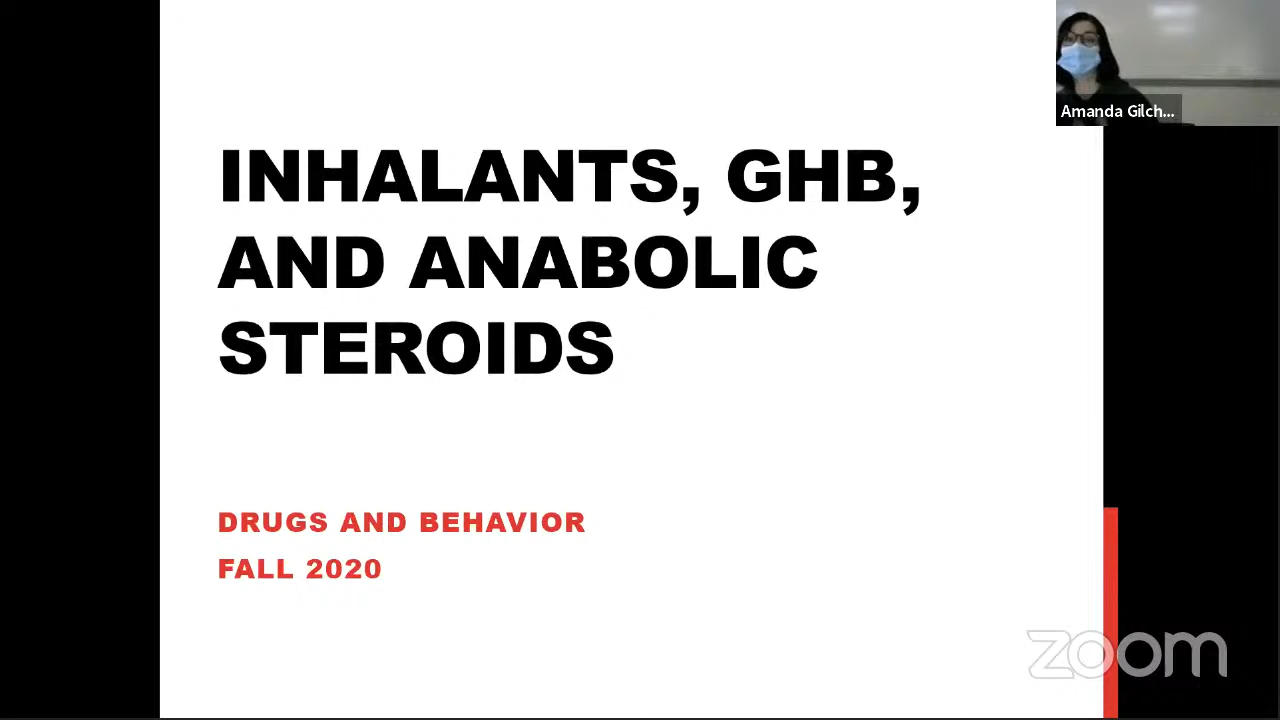 Amanda Gilch...
INHALANTS, GHB,
AND ANABOLIC
STEROIDS
DRUGS AND BEHAVIOR
FALL 2020
zoom